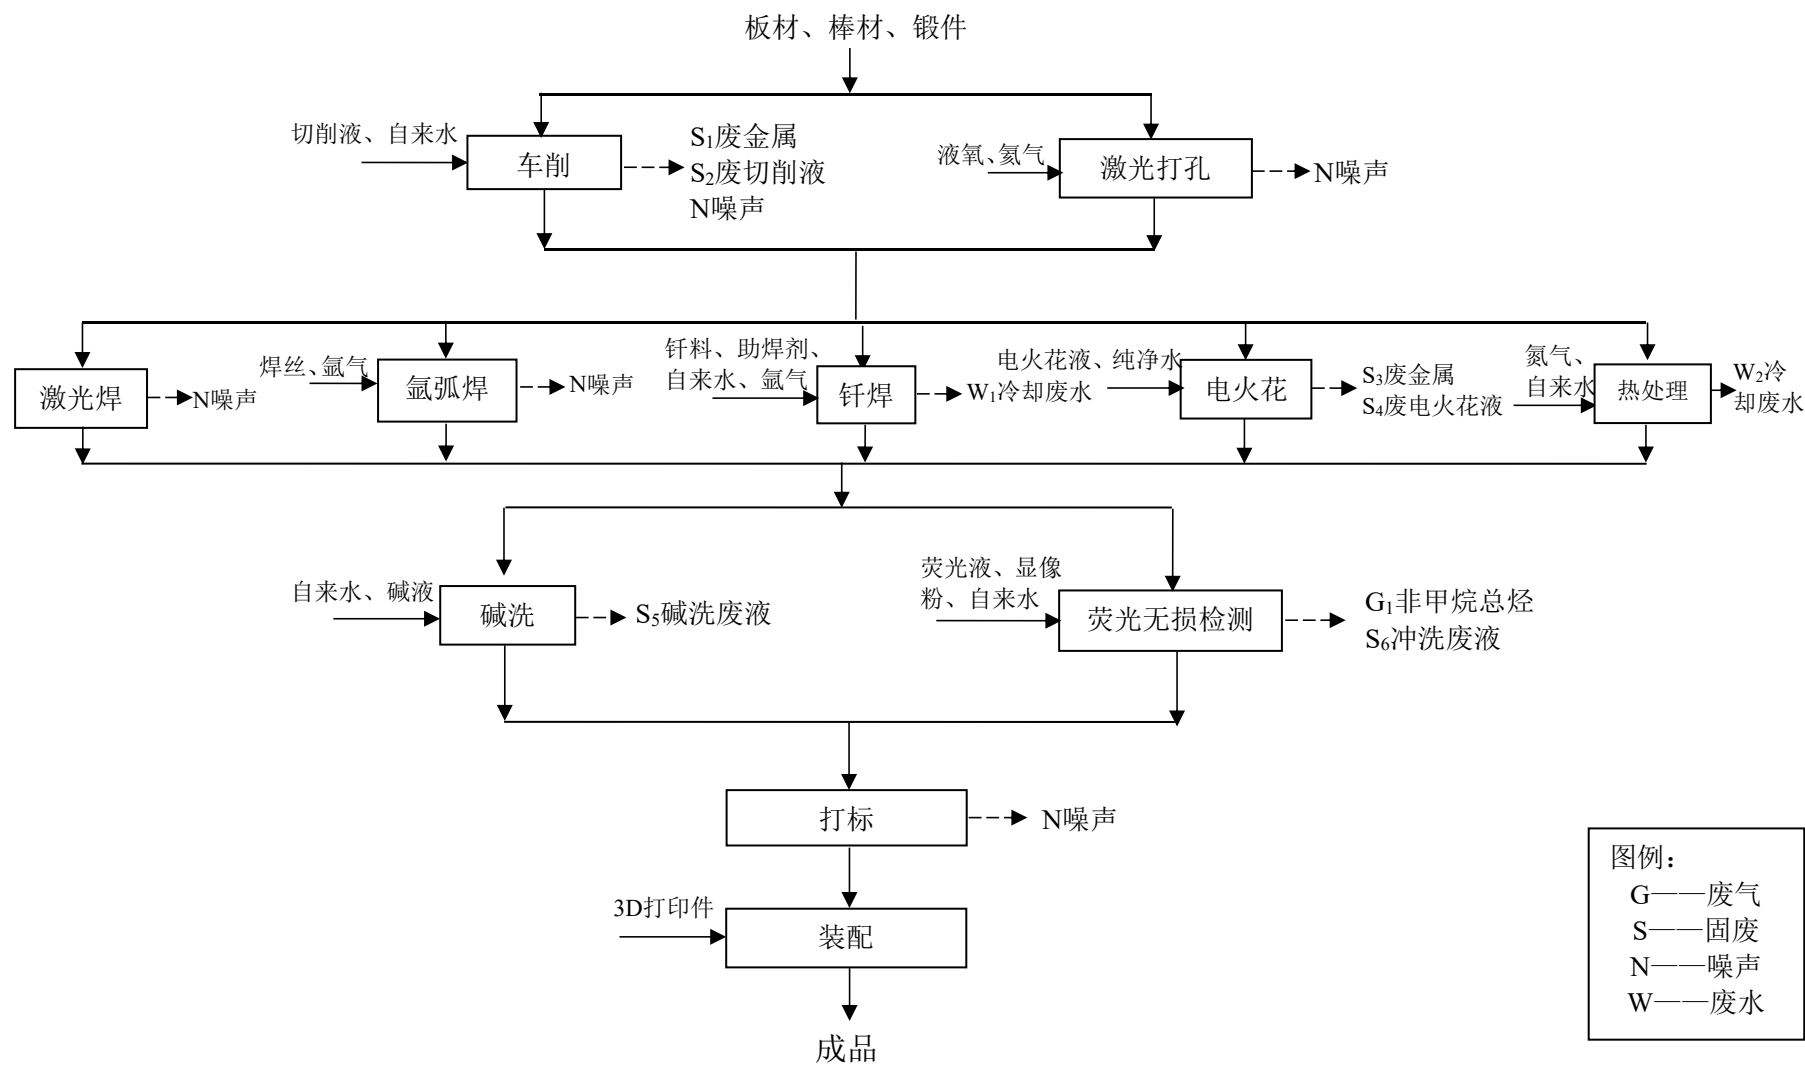 板材、棒材、锻件
切削液、自来水
车削
S₁废金属
S₂废切削液
N噪声
液氧、氦气
激光打孔
N噪声
激光焊
N噪声
焊丝、氩气
氩弧焊
N噪声
钎料、助焊剂、
自来水、氩气
钎焊
W₁冷却废水
电火花液、纯净水
电火花
S₃废金属
S₄废电火花液
氮气、
自来水
热处理
W₂冷
却废水
自来水、碱液
碱洗
S₅碱洗废液
荧光液、显像
粉、自来水
荧光无损检测
G₁非甲烷总烃
S₆冲洗废液
打标
N噪声
3D打印件
装配
成品
图例：
G——废气
S——固废
N——噪声
W——废水